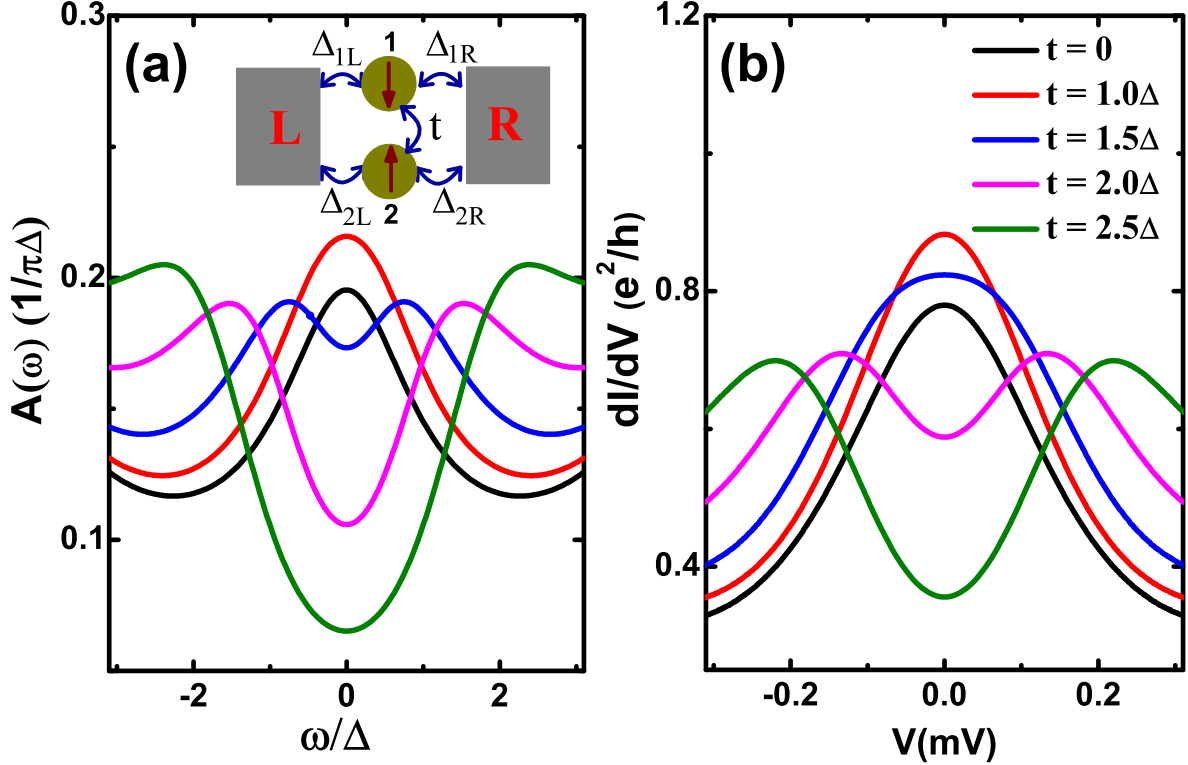 (a)
Δ1L
1
Δ1R
L
t
R
Δ2L
2
Δ2R
A(ω) (1/πΔ)
0.3
0.2
0.1
-2
0
2
ω/Δ
(b)
t = 0
t = 1.0Δ
t = 1.5Δ
t = 2.0Δ
t = 2.5Δ
dI/dV (e²/h)
1.2
0.8
0.4
-0.2
0.0
0.2
V(mV)